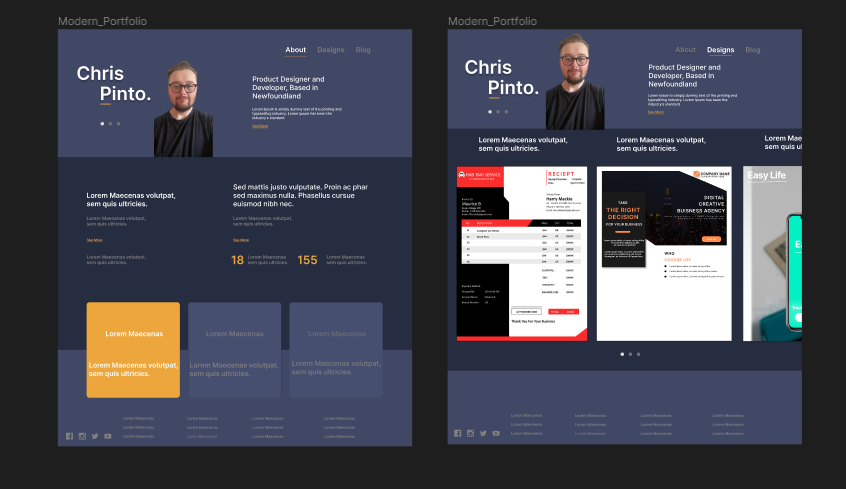 Modern_Portfolio
About Designs Blog
Chris
Pinto.
Product Designer and
Developer, Based in
Newfoundland
Lorem Ipsum is simply dummy text of the printing and
typesetting industry. Lorem Ipsum has been the
industry's standard
See More
Lorem Maecenas volutpat,
sem quis ultricies.
Lorem Maecenas volutpat,
sem quis ultricies.
See More
Lorem Maecenas volutpat,
sem quis ultricies.
Sed mattis justo vulputate. Proin ac phar
sed maximus nulla. Phasellus cursus
euismod nibh nec.
Lorem Maecenas volutpat,
sem quis ultricies.
See More
18
Lorem Maecenas volutpat,
sem quis ultricies.
155
Lorem Maecenas volutpat,
sem quis ultricies.
Lorem Maecenas
Lorem Maecenas volutpat,
sem quis ultricies.
Lorem Maecenas
Lorem Maecenas volutpat,
sem quis ultricies.
Lorem Maecenas
Lorem Maecenas volutpat,
sem quis ultricies
Lorem Maecenas Lorem Maecenas Lorem Maecenas Lorem Maecenas
Lorem Maecenas Lorem Maecenas Lorem Maecenas Lorem Maecenas
Lorem Maecenas Lorem Maecenas Lorem Maecenas Lorem Maecenas
Modern_Portfolio
About Designs Blog
Chris
Pinto.
Product Designer and
Developer, Based in
Newfoundland
Lorem Ipsum is simply dummy text of the printing and
typesetting industry. Lorem Ipsum has been the
industry's standard
See More
Lorem Maecenas volutpat,
sem quis ultricies.
Lorem Maecenas volutpat,
sem quis ultricies.
Lorem Mae
sem quis ul
TAXI SERVICE
RECIEPT
Maurice B.
Harry Mackie
Thank You For Your Business
COMPANY NAME
TAKE
THE RIGHT
DECISION
FOR YOUR BUSINESS
DIGITAL
CREATIVE
BUISNESS AGENCY
WHO
CHOOSE US?
Easy Life
Lorem Maecenas Lorem Maecenas Lorem Maecenas Lorem Maecenas
Lorem Maecenas Lorem Maecenas Lorem Maecenas Lorem Maecenas
Lorem Maecenas Lorem Maecenas Lorem Maecenas Lorem Maecenas